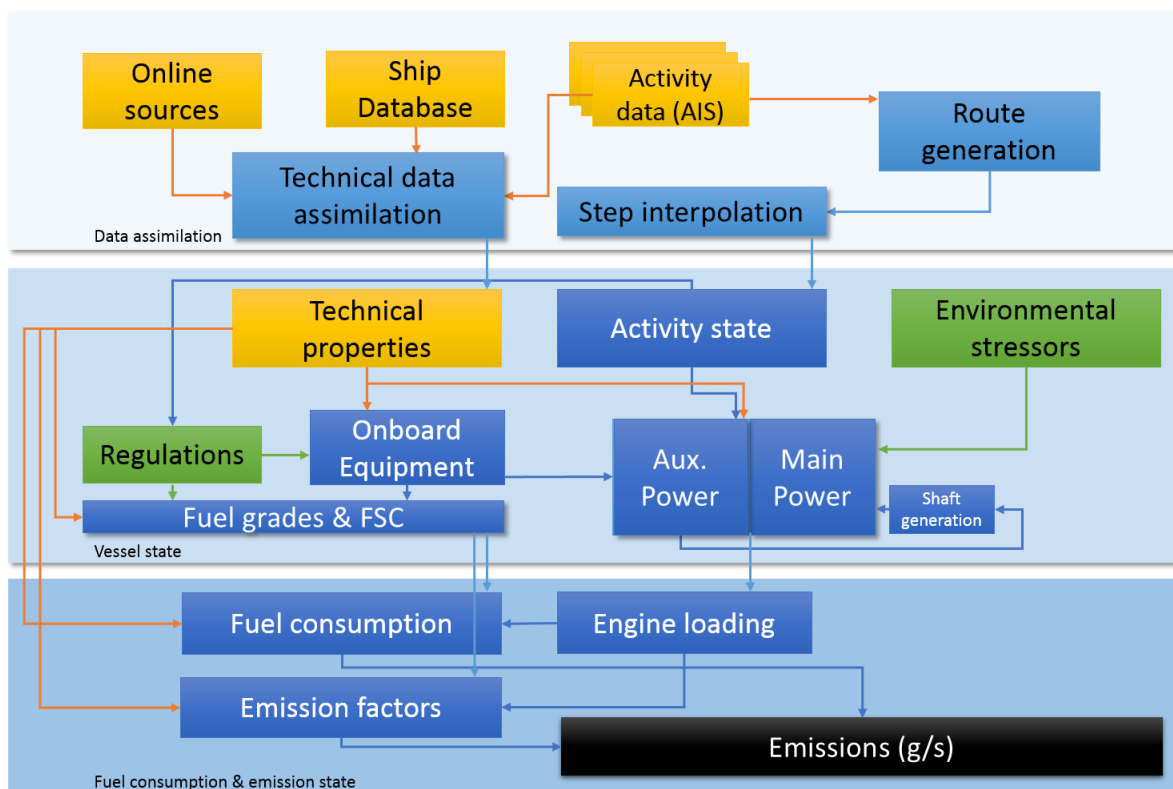 Online
sources
Ship
Database
Activity
data (AIS)
Route
generation
Technical data
assimilation
Step interpolation
Data assimilation
Technical
properties
Activity state
Environmental
stressors
Regulations
Onboard
Equipment
Aux.
Power
Main
Power
Shaft
generation
Fuel grades & FSC
Vessel state
Fuel consumption
Engine loading
Emission factors
Emissions (g/s)
Fuel consumption & emission state